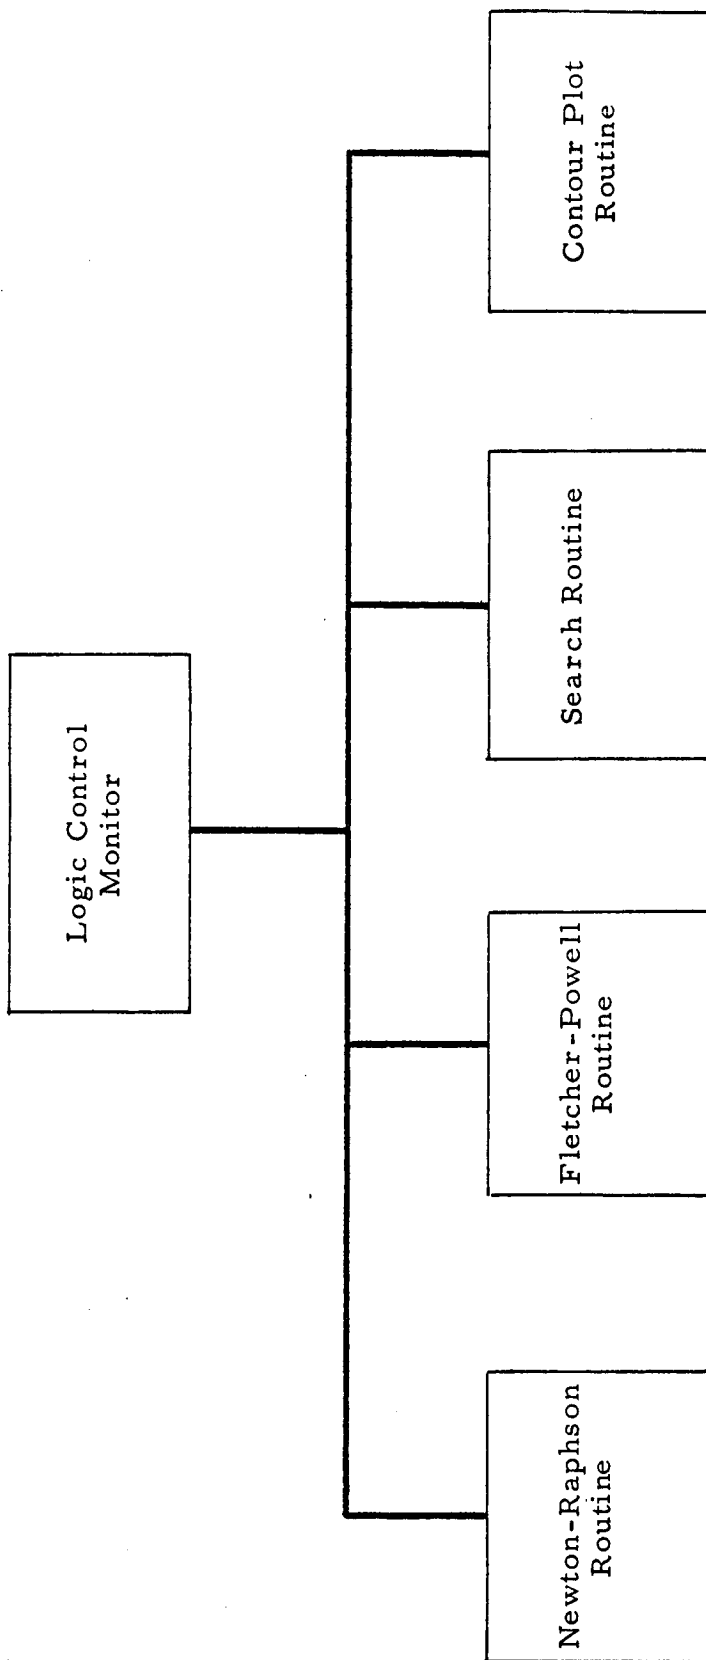 Logic Control
Monitor
Newton-Raphson
Routine
Fletcher-Powell
Routine
Search Routine
Contour Plot
Routine